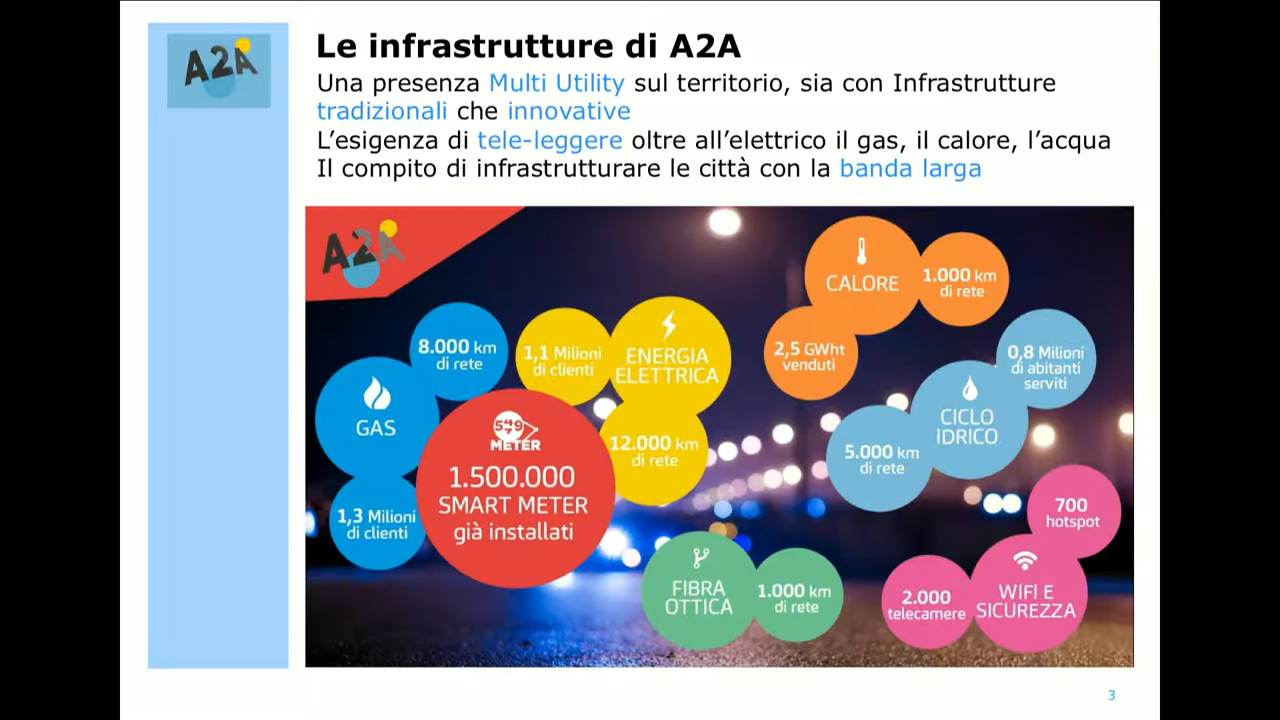 A2A
Le infrastrutture di A2A
Una presenza Multi Utility sul territorio, sia con Infrastrutture
tradizionali che innovative
L'esigenza di tele-leggere oltre all'elettrico il gas, il calore, l'acqua
Il compito di infrastrutturare le città con la banda larga
A2A
CALORE
1.000 km
di rete
2,5 GWht
venduti
8.000 km
di rete
GAS
1,3 Milioni
di clienti
1,1 Milioni
di clienti
ENERGIA
ELETTRICA
12.000 km
di rete
METER
1.500.000
SMART METER
già installati
0,8 Milioni
di abitanti
serviti
CICLO
IDRICO
5.000 km
di rete
FIBRA
OTTICA
1.000 km
di rete
700
hotspot
WIFI E
SICUREZZA
2.000
telecamere
3